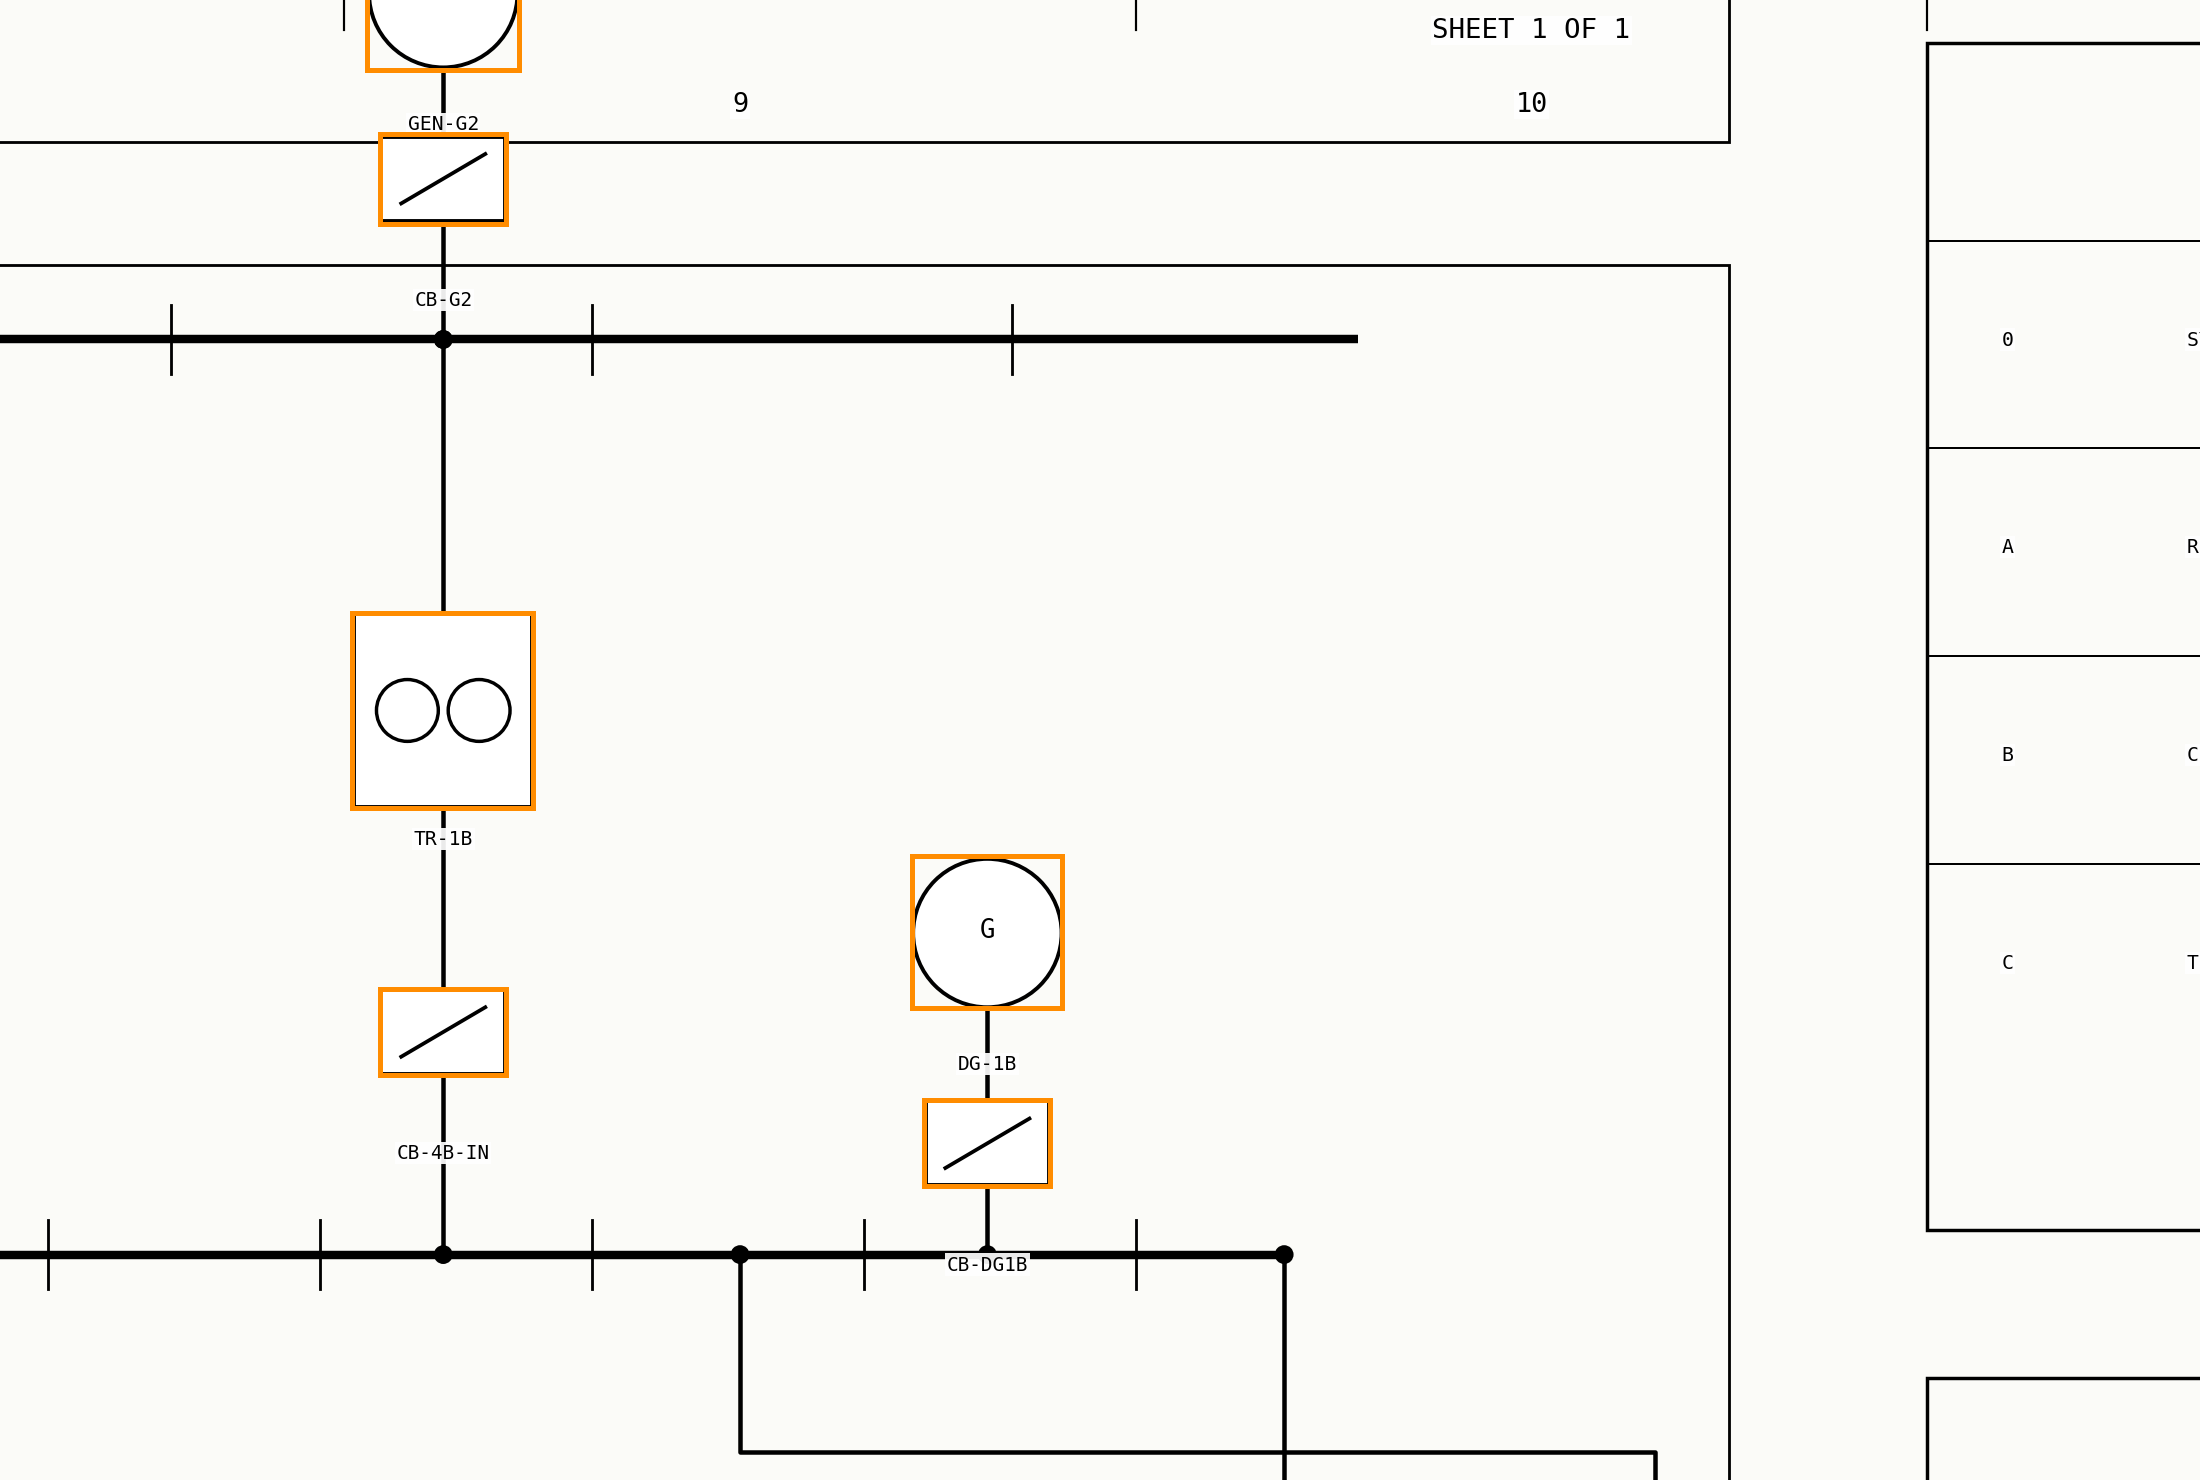 SHEET 1 OF 1
9
10
GEN-G2
CB-G2
TR-1B
G
DG-1B
CB-4B-IN
CB-DG1B
0
A
R
B
C
C
T